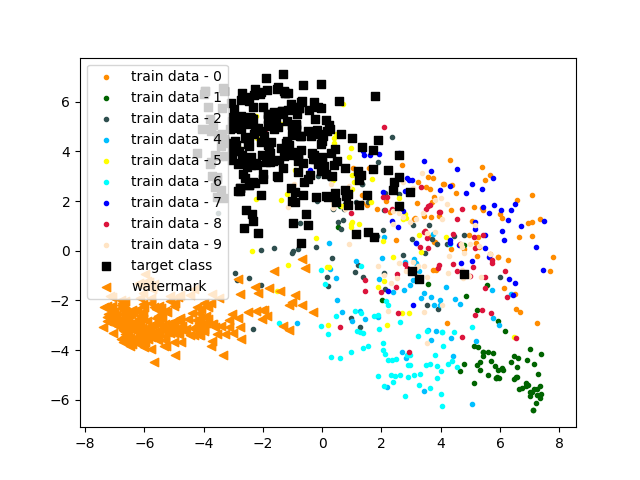 train data - 0
train data - 1
train data - 2
train data - 4
train data - 5
train data - 6
train data - 7
train data - 8
train data - 9
target class
watermark
6
4
2
0
−2
−4
−6
−8 −6 −4 −2 0 2 4 6 8